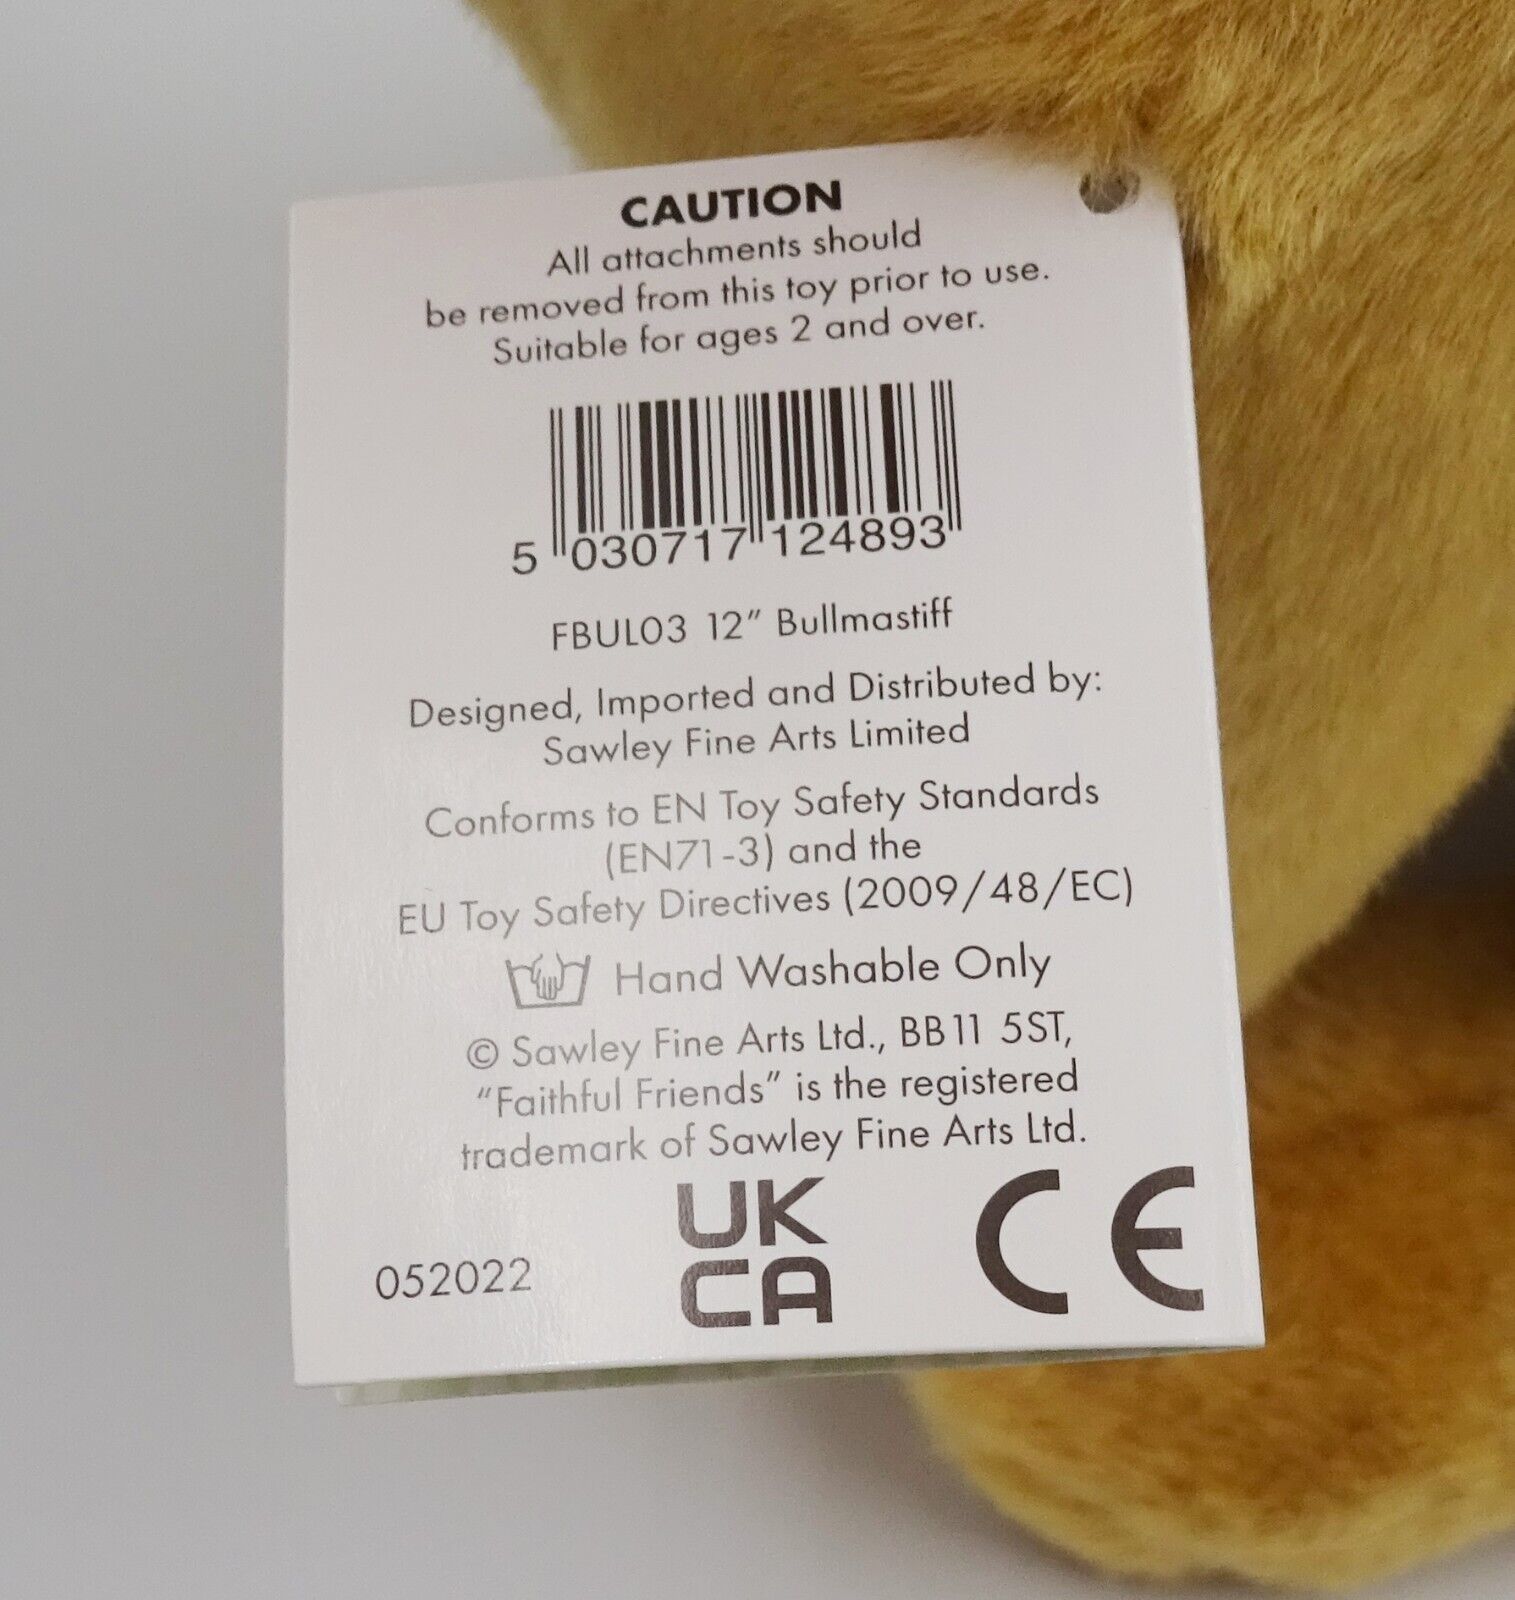 CAUTION
All attachments should
be removed from this toy prior to use.
Suitable for ages 2 and over.
5 030717 124893
FBUL03 12” Bullmastiff
Designed, Imported and Distributed by:
Sawley Fine Arts Limited
Conforms to EN Toy Safety Standards
(EN71-3) and the
EU Toy Safety Directives (2009/48/EC)
Hand Washable Only
© Sawley Fine Arts Ltd., BB11 5ST,
“Faithful Friends” is the registered
trademark of Sawley Fine Arts Ltd.
052022
UK
CA
CE